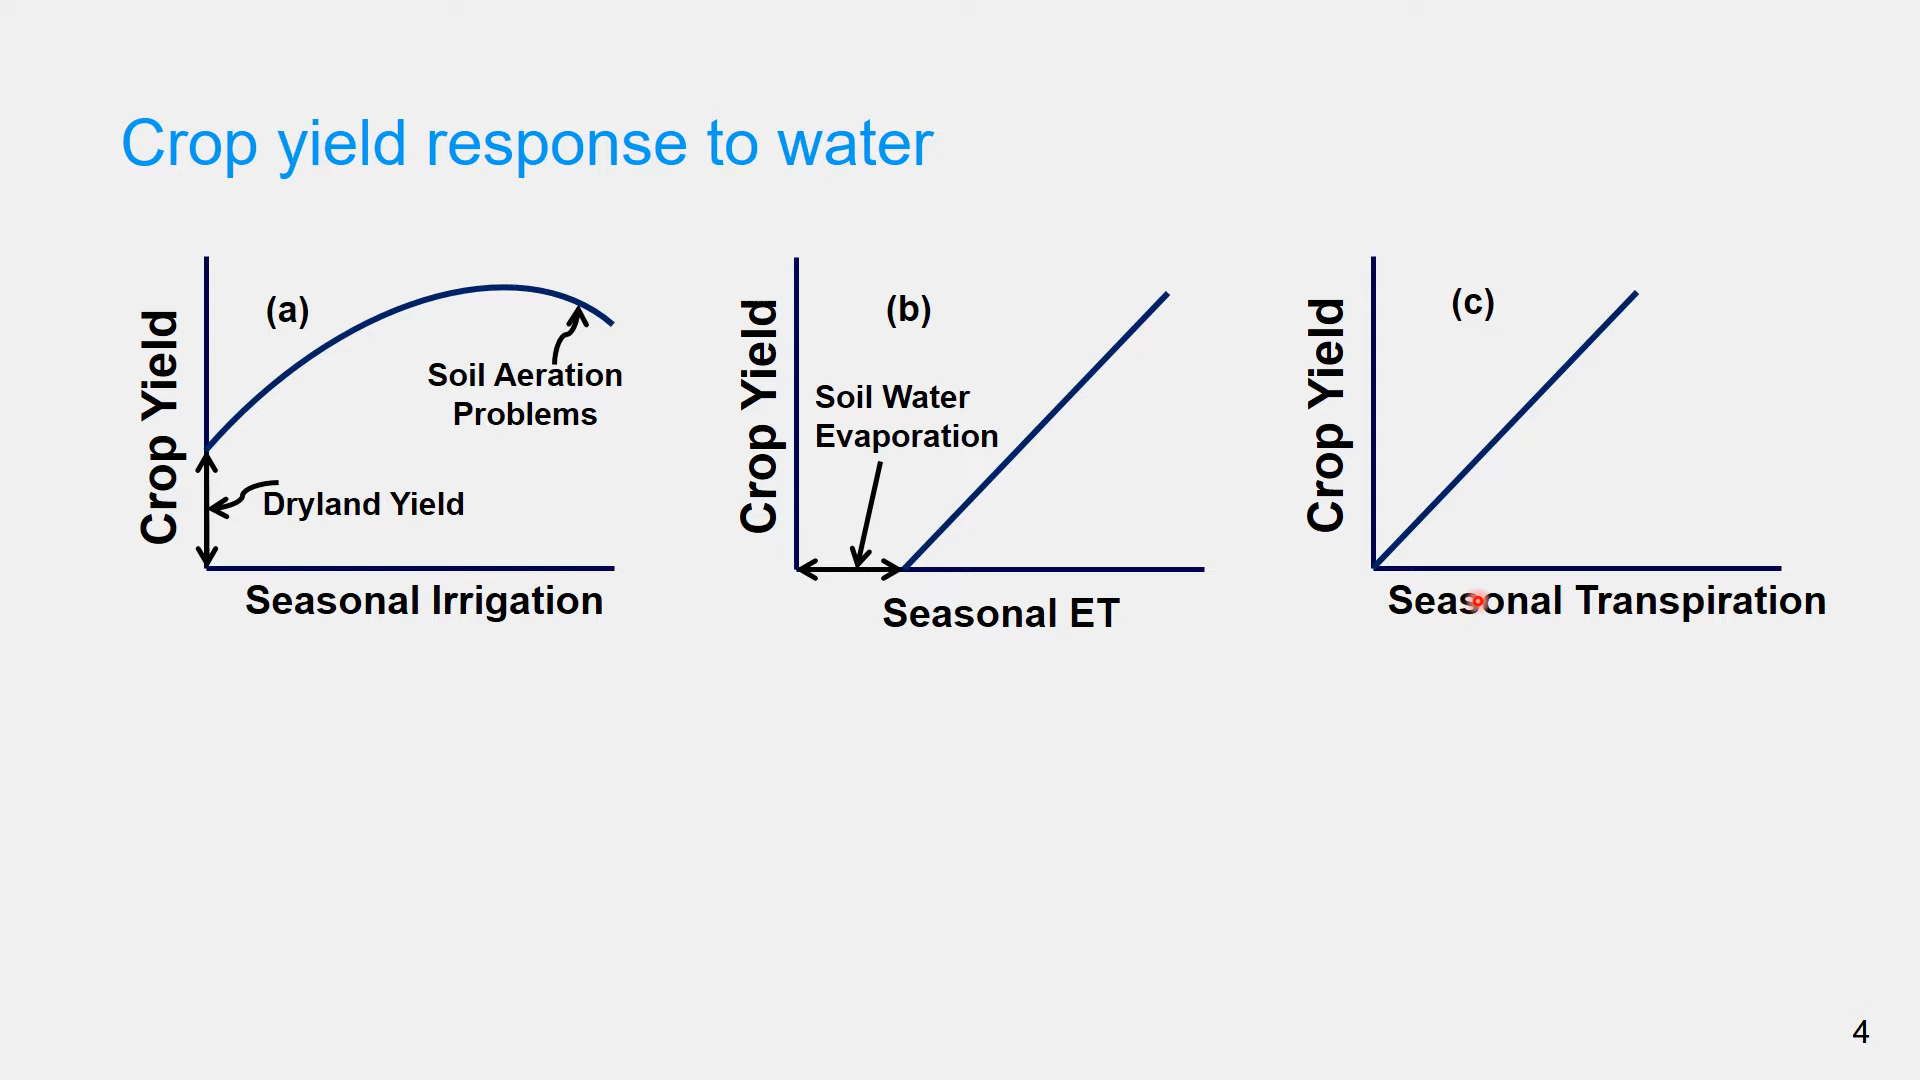 Crop yield response to water
Crop Yield
(a)
Soil Aeration
Problems
Dryland Yield
Seasonal Irrigation
Crop Yield
(b)
Soil Water
Evaporation
Seasonal ET
Crop Yield
(c)
Seasonal Transpiration
4